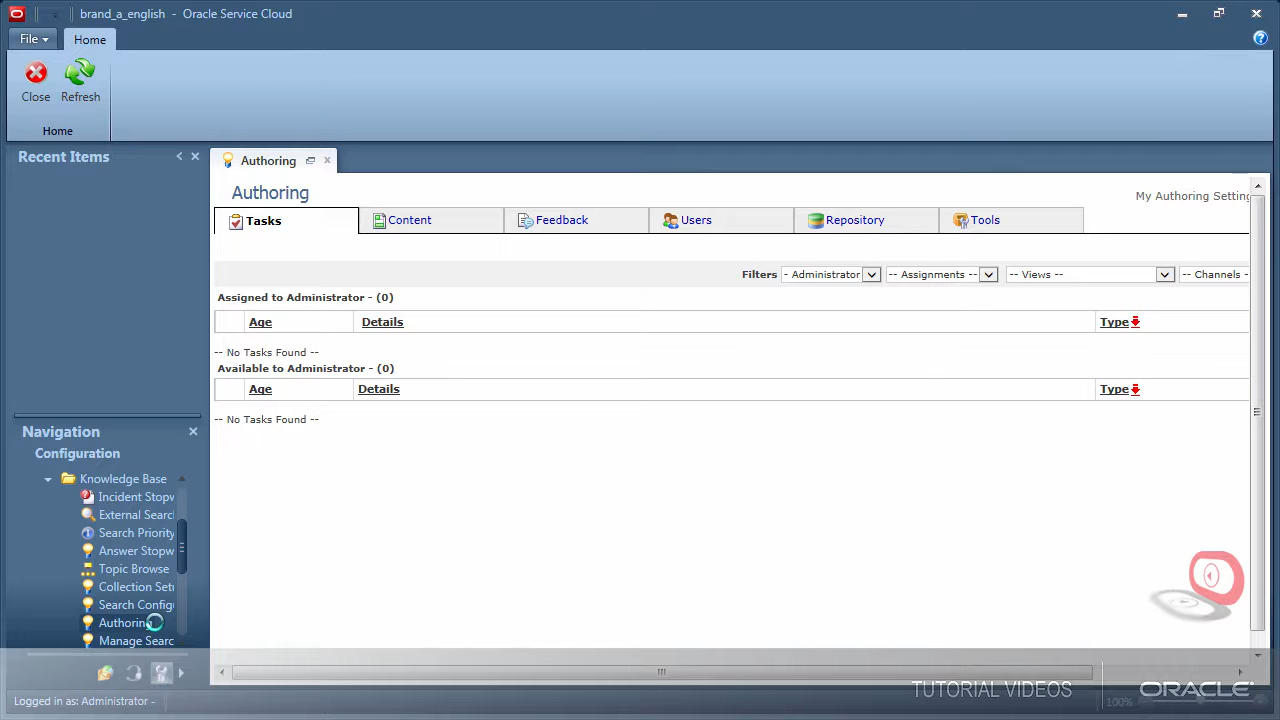 brand_a_english - Oracle Service Cloud
File Home
Close Refresh
Home
Recent Items
Authoring
Authoring
My Authoring Setting
Tasks Content Feedback Users Repository Tools
Filters - Administrator -- Assignments -- -- Views -- -- Channels -
Assigned to Administrator - (0)
Age Details Type
-- No Tasks Found --
Available to Administrator - (0)
Age Details Type
-- No Tasks Found --
Navigation
Configuration
Knowledge Base
Incident Stopw
External Searc
Search Priority
Answer Stopw
Topic Browse
Collection Setu
Search Configu
Authoring
Manage Searc
Logged in as: Administrator -
TUTORIAL VIDEOS ORACLE
100%